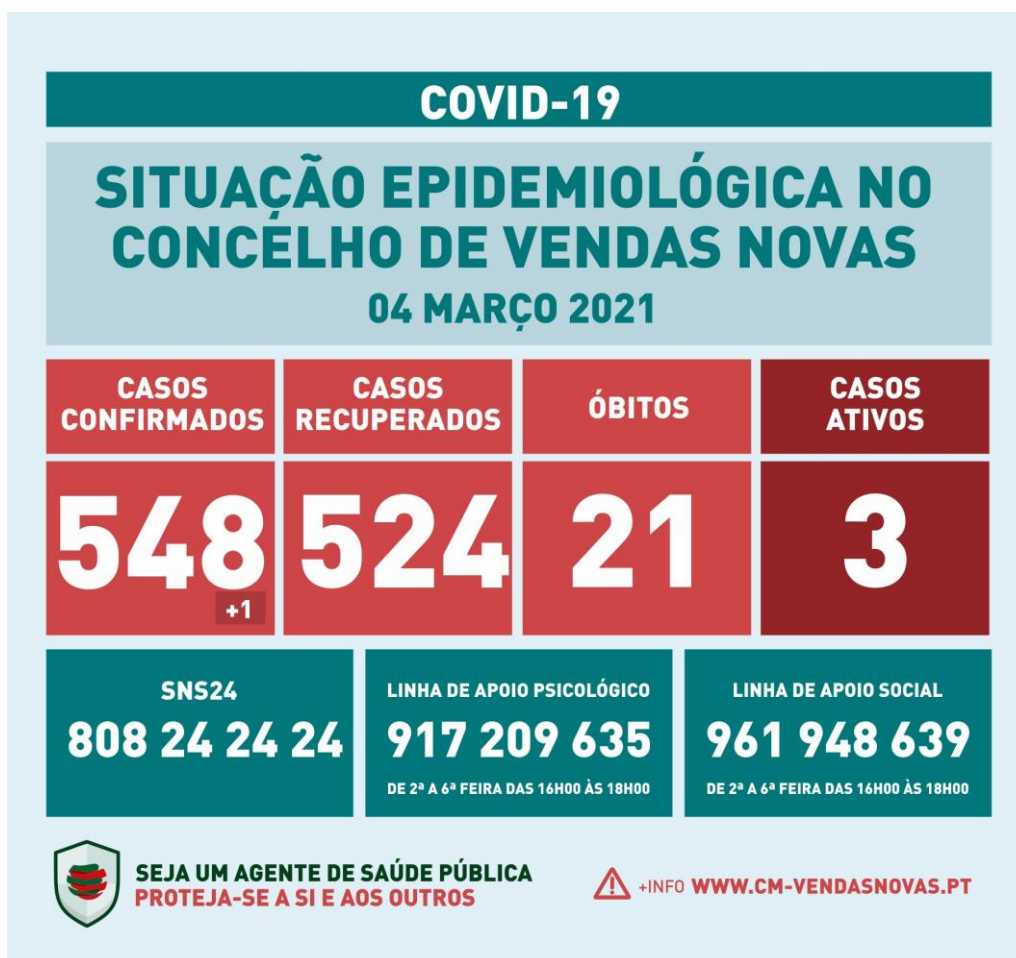 COVID-19
SITUAÇÃO EPIDEMIOLÓGICA NO
CONCELHO DE VENDAS NOVAS
04 MARÇO 2021
CASOS
CONFIRMADOS
548
+1
CASOS
RECUPERADOS
524
ÓBITOS
21
CASOS
ATIVOS
3
SNS24
808 24 24 24
LINHA DE APOIO PSICOLÓGICO
917 209 635
DE 2ª A 6ª FEIRA DAS 16H00 ÀS 18H00
LINHA DE APOIO SOCIAL
961 948 639
DE 2ª A 6ª FEIRA DAS 16H00 ÀS 18H00
SEJA UM AGENTE DE SAÚDE PÚBLICA
PROTEJA-SE A SI E AOS OUTROS
+INFO WWW.CM-VENDASNOVAS.PT